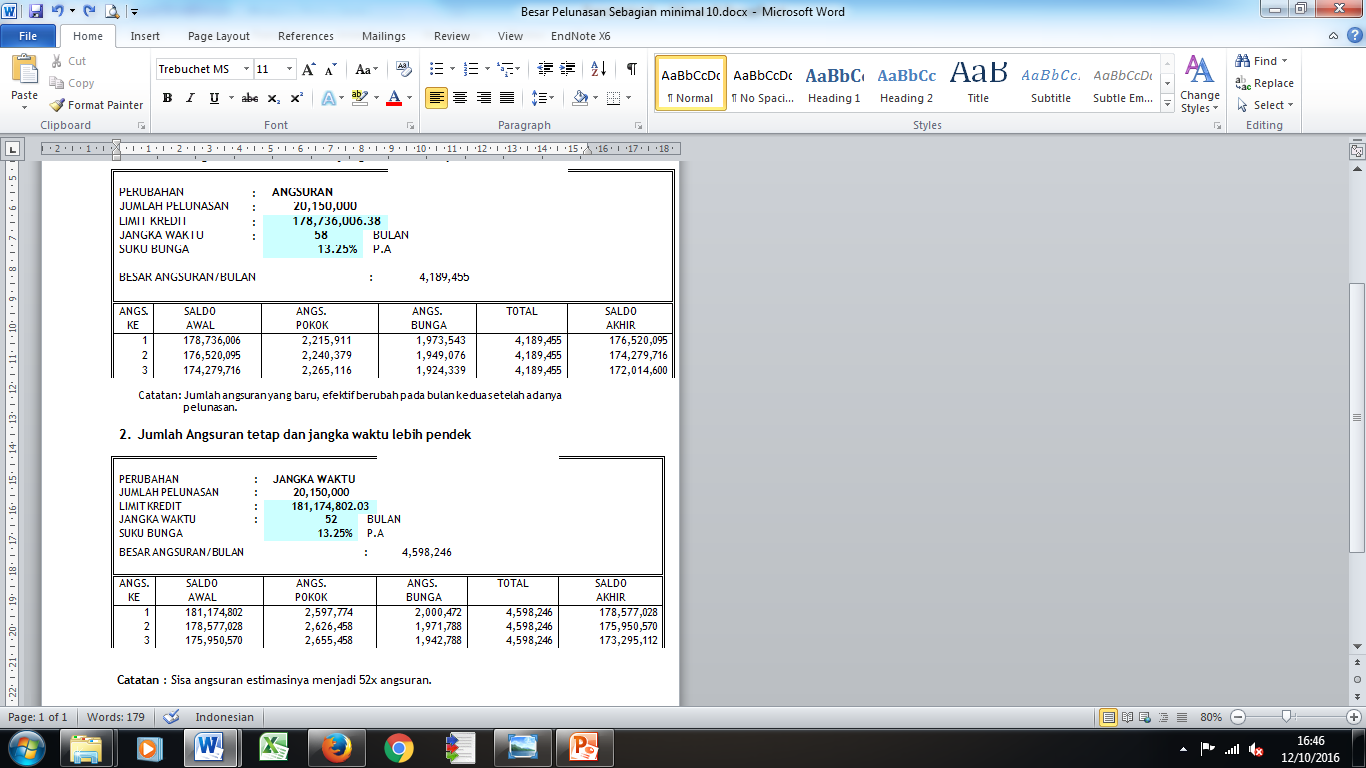 Besar Pelunasan Sebagian minimal 10.docx - Microsoft Word
File Home Insert Page Layout References Mailings Review View EndNote X6
Paste
Cut
Copy
Format Painter
Clipboard
Trebuchet MS 11
Font
Paragraph
AaBbCcDc AaBbCcDc AaBbCc AaBbCc AaB AaBbCc. AaBbCcDc
¶ Normal ¶ No Spaci... Heading 1 Heading 2 Title Subtitle Subtle Em...
Styles
Change Styles
Find
Replace
Select
Editing
PERUBAHAN : ANGSURAN
JUMLAH PELUNASAN : 20,150,000
LIMIT KREDIT : 178,736,006.38
JANGKA WAKTU : 58 BULAN
SUKU BUNGA 13.25% P.A
BESAR ANGSURAN/BULAN : 4,189,455
ANGS. SALDO ANGS. ANGS. TOTAL SALDO
KE AWAL POKOK BUNGA AKHIR
1 178,736,006 2,215,911 1,973,543 4,189,455 176,520,095
2 176,520,095 2,240,379 1,949,076 4,189,455 174,279,716
3 174,279,716 2,265,116 1,924,339 4,189,455 172,014,600
Catatan: Jumlah angsuran yang baru, efektif berubah pada bulan kedua setelah adanya
pelunasan.
2. Jumlah Angsuran tetap dan jangka waktu lebih pendek
PERUBAHAN : JANGKA WAKTU
JUMLAH PELUNASAN : 20,150,000
LIMIT KREDIT : 181,174,802.03
JANGKA WAKTU : 52 BULAN
SUKU BUNGA 13.25% P.A
BESAR ANGSURAN/BULAN : 4,598,246
ANGS. SALDO ANGS. ANGS. TOTAL SALDO
KE AWAL POKOK BUNGA AKHIR
1 181,174,802 2,597,774 2,000,472 4,598,246 178,577,028
2 178,577,028 2,626,458 1,971,788 4,598,246 175,950,570
3 175,950,570 2,655,458 1,942,788 4,598,246 173,295,112
Catatan : Sisa angsuran estimasinya menjadi 52x angsuran.
Page: 1 of 1 Words: 179 Indonesian 80%
16:46
12/10/2016